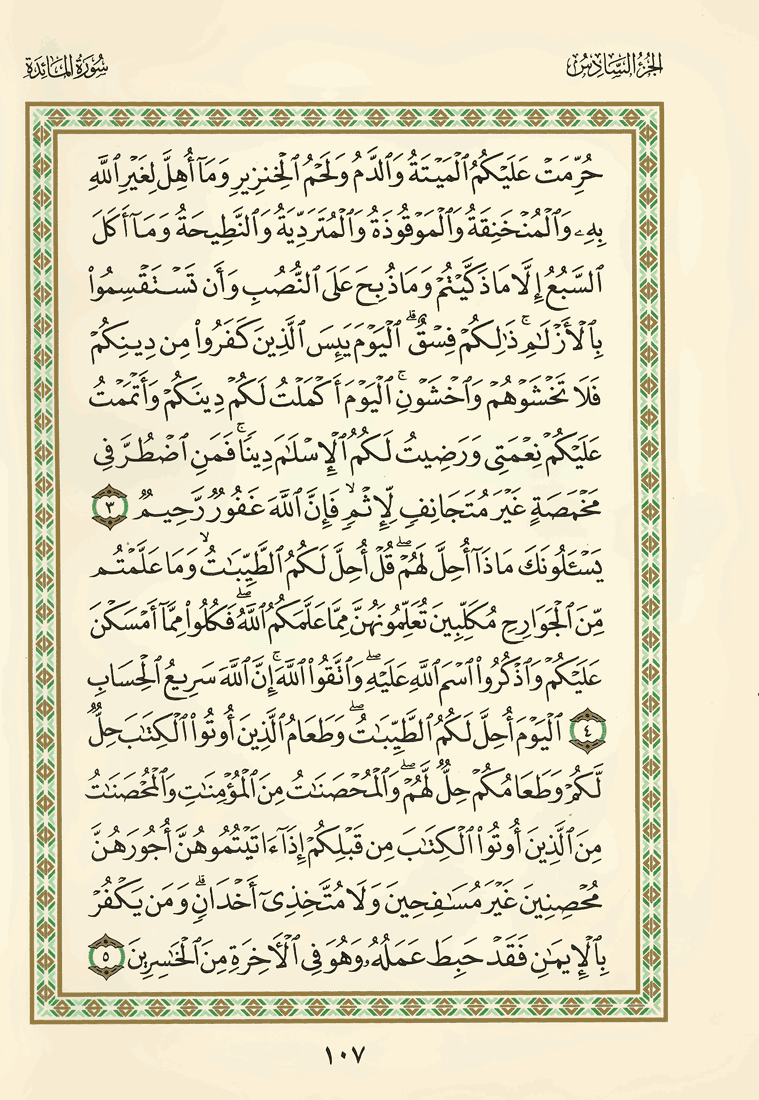 الجزء السادس
سورة المائدة
حُرِّمَتۡ عَلَيۡكُمُ ٱلۡمَيۡتَةُ وَٱلدَّمُ وَلَحۡمُ ٱلۡخِنزِيرِ وَمَآ أُهِلَّ لِغَيۡرِ ٱللَّهِ
بِهِۦ وَٱلۡمُنۡخَنِقَةُ وَٱلۡمَوۡقُوذَةُ وَٱلۡمُتَرَدِّيَةُ وَٱلنَّطِيحَةُ وَمَآ أَكَلَ
ٱلسَّبُعُ إِلَّا مَا ذَكَّيۡتُمۡ وَمَا ذُبِحَ عَلَى ٱلنُّصُبِ وَأَن تَسۡتَقۡسِمُواْ
بِٱلۡأَزۡلَٰمِۚ ذَٰلِكُمۡ فِسۡقٌۗ ٱلۡيَوۡمَ يَئِسَ ٱلَّذِينَ كَفَرُواْ مِن دِينِكُمۡ
فَلَا تَخۡشَوۡهُمۡ وَٱخۡشَوۡنِۚ ٱلۡيَوۡمَ أَكۡمَلۡتُ لَكُمۡ دِينَكُمۡ وَأَتۡمَمۡتُ
عَلَيۡكُمۡ نِعۡمَتِي وَرَضِيتُ لَكُمُ ٱلۡإِسۡلَٰمَ دِينٗاۚ فَمَنِ ٱضۡطُرَّ فِي
مَخۡمَصَةٍ غَيۡرَ مُتَجَانِفٖ لِّإِثۡمٖۙ فَإِنَّ ٱللَّهَ غَفُورٞ رَّحِيمٞ ٣
يَسۡـَٔلُونَكَ مَاذَآ أُحِلَّ لَهُمۡۖ قُلۡ أُحِلَّ لَكُمُ ٱلطَّيِّبَٰتُۙ وَمَا عَلَّمۡتُم
مِّنَ ٱلۡجَوَارِحِ مُكَلِّبِينَ تُعَلِّمُونَهُنَّ مِمَّا عَلَّمَكُمُ ٱللَّهُۖ فَكُلُواْ مِمَّآ أَمۡسَكۡنَ
عَلَيۡكُمۡ وَٱذۡكُرُواْ ٱسۡمَ ٱللَّهِ عَلَيۡهِۖ وَٱتَّقُواْ ٱللَّهَۚ إِنَّ ٱللَّهَ سَرِيعُ ٱلۡحِسَابِ
٤ ٱلۡيَوۡمَ أُحِلَّ لَكُمُ ٱلطَّيِّبَٰتُۖ وَطَعَامُ ٱلَّذِينَ أُوتُواْ ٱلۡكِتَٰبَ حِلّٞ
لَّكُمۡ وَطَعَامُكُمۡ حِلّٞ لَّهُمۡۖ وَٱلۡمُحۡصَنَٰتُ مِنَ ٱلۡمُؤۡمِنَٰتِ وَٱلۡمُحۡصَنَٰتُ
مِنَ ٱلَّذِينَ أُوتُواْ ٱلۡكِتَٰبَ مِن قَبۡلِكُمۡ إِذَآ ءَاتَيۡتُمُوهُنَّ أُجُورَهُنَّ
مُحۡصِنِينَ غَيۡرَ مُسَٰفِحِينَ وَلَا مُتَّخِذِيٓ أَخۡدَانٖۗ وَمَن يَكۡفُرۡ
بِٱلۡإِيمَٰنِ فَقَدۡ حَبِطَ عَمَلُهُۥ وَهُوَ فِي ٱلۡأٓخِرَةِ مِنَ ٱلۡخَٰسِرِينَ ٥
١٠٧